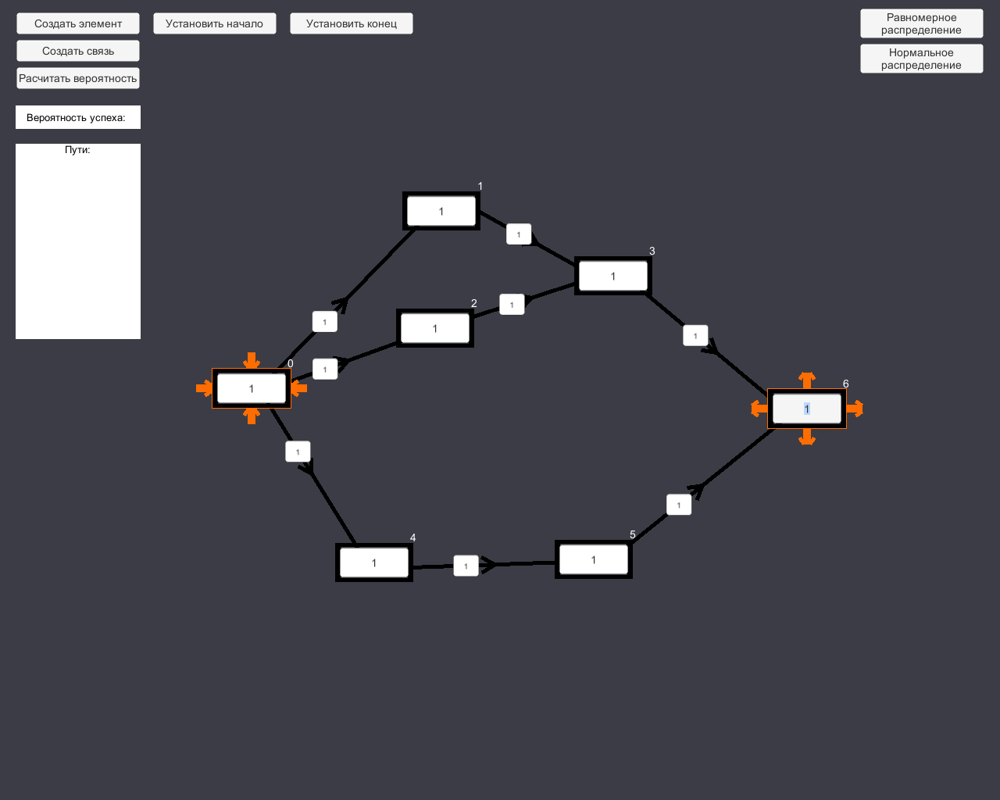 Создать элемент
Установить начало
Установить конец
Равномерное
распределение
Создать связь
Нормальное
распределение
Расчитать вероятность
Вероятность успеха:
Пути:
1
1
1
3
1
1
2
1
1
1
1
0
1
1
6
1
1
1
4
1
1
5
1